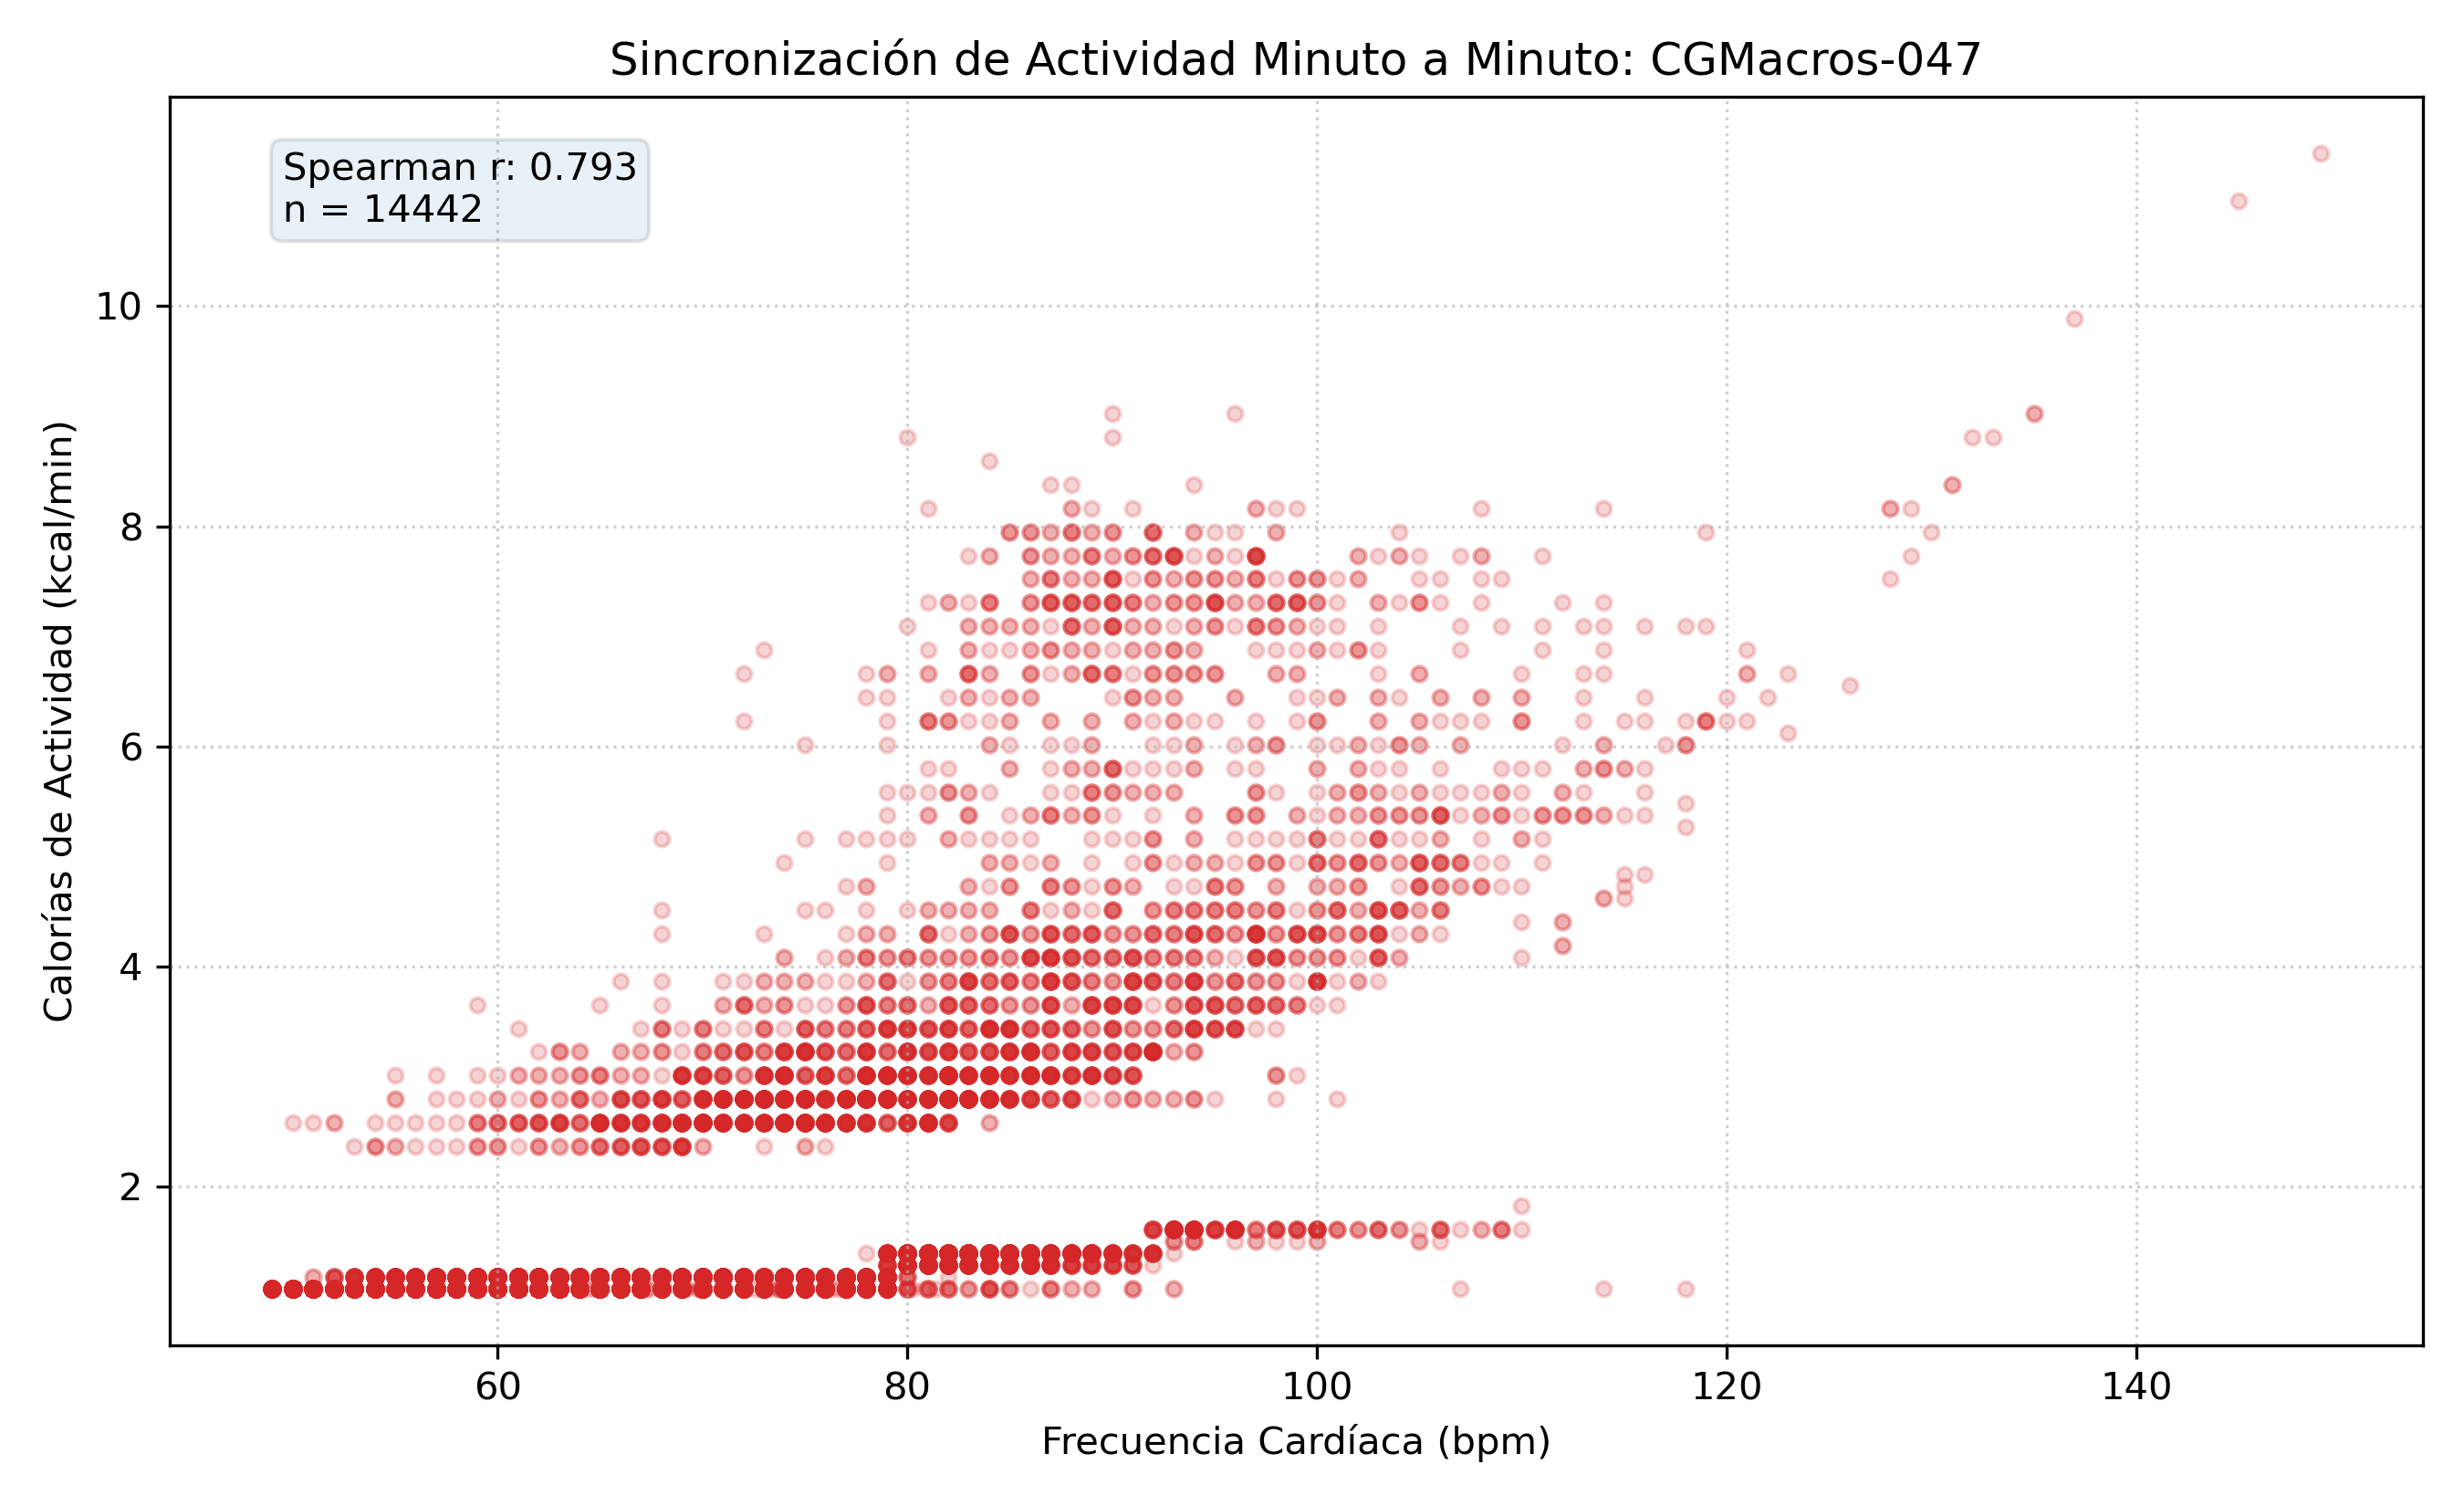 Sincronización de Actividad Minuto a Minuto: CGMacros-047
Spearman r: 0.793
n = 14442
Calorías de Actividad (kcal/min)
10
8
6
4
2
60 80 100 120 140
Frecuencia Cardíaca (bpm)